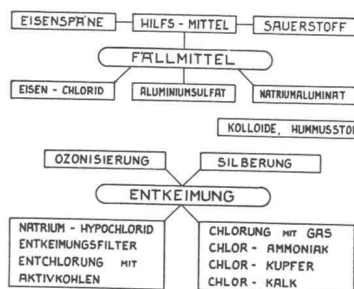 EISENSPÄNE
HILFS-MITTEL
SAUERSTOFF
FÄLLMITTEL
EISEN-CHLORID
ALUMINIUMSULFAT
NATRIUMALUMINAT
KOLLOIDE, HUMMUSSTOF
OZONISIERUNG
SILBERUNG
ENTKEIMUNG
NATRIUM-HYPOCHLORID
ENTKEIMUNGSFILTER
ENTCHLORUNG MIT
AKTIVKOHLEN
CHLORUNG MIT GAS
CHLOR-AMMONIAK
CHLOR-KUPFER
CHLOR-KALK